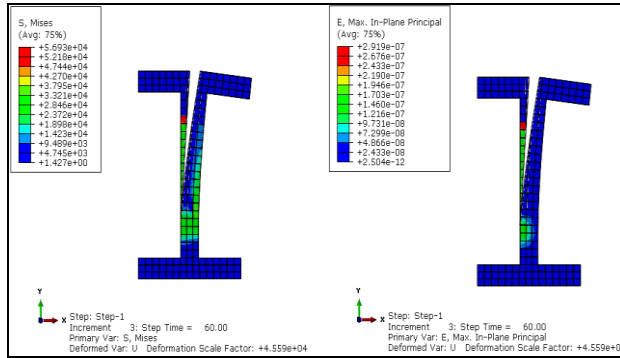 S, Mises
(Avg: 75%)
+5.693e+04
+5.218e+04
+4.744e+04
+4.270e+04
+3.795e+04
+3.321e+04
+2.846e+04
+2.372e+04
+1.898e+04
+1.423e+04
+9.489e+03
+4.745e+03
+1.427e+00
Y
X
Step: Step-1
Increment 3: Step Time = 60.00
Primary Var: S, Mises
Deformed Var: U Deformation Scale Factor: +4.559e+04
E, Max. In-Plane Principal
(Avg: 75%)
+2.919e-07
+2.676e-07
+2.433e-07
+2.190e-07
+1.946e-07
+1.703e-07
+1.460e-07
+1.216e-07
+9.731e-08
+7.299e-08
+4.866e-08
+2.433e-08
+2.504e-12
Y
X
Step: Step-1
Increment 3: Step Time = 60.00
Primary Var: E, Max. In-Plane Principal
Deformed Var: U Deformation Scale Factor: +4.559e+0